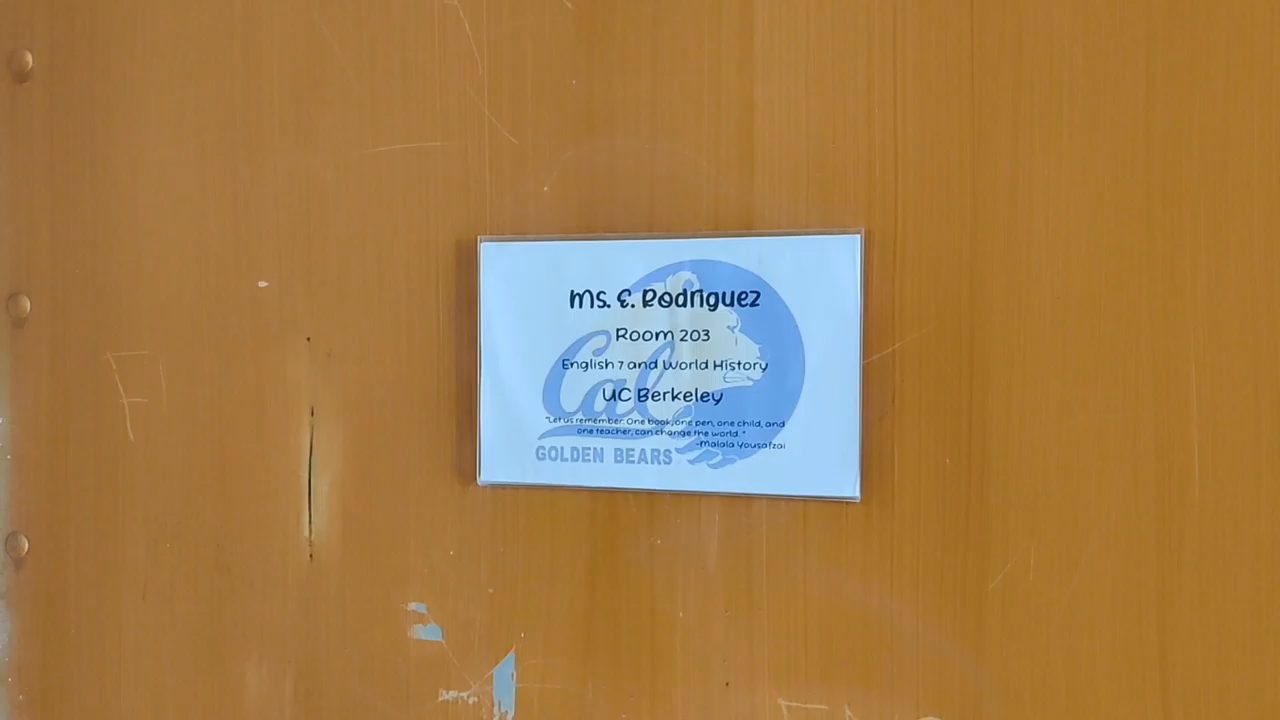 Ms. E. Rodriguez
Room 203
English 7 and World History
Cal
UC Berkeley
"Let us remember: One book, one pen, one child, and
one teacher, can change the world. "
-Malala Yousafzai
GOLDEN BEARS